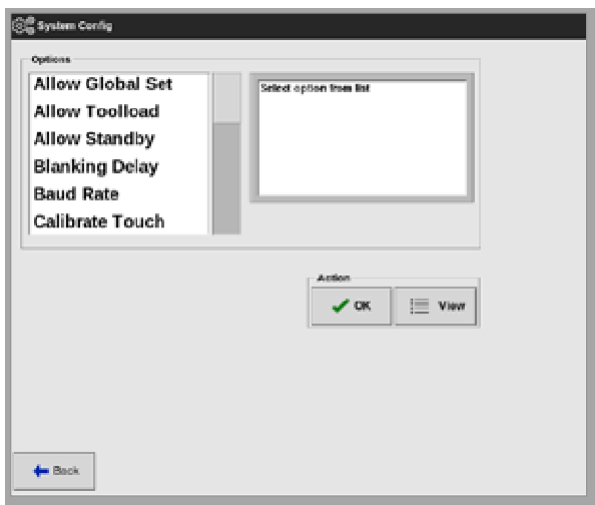 System Config
Options
Allow Global Set
Allow Toolload
Allow Standby
Blanking Delay
Baud Rate
Calibrate Touch
Select option from list
Action
OK
View
Back